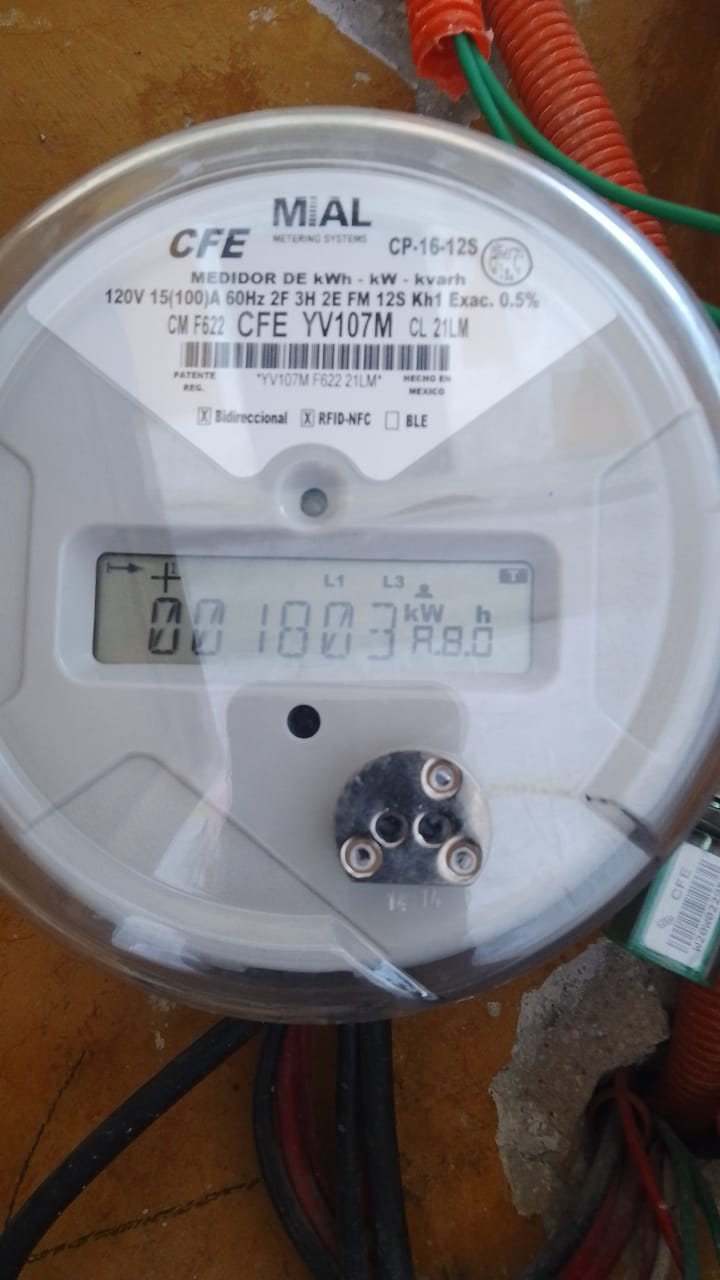 MIAL
METERING SYSTEMS
CFE
CP-16-12S
MEDIDOR DE kWh - kW - kvarh
120V 15(100)A 60Hz 2F 3H 2E FM 12S Kh1 Exac. 0.5%
CM F622 CFE YV107M CL 21LM
PATENTE REG.
*YV107M F622 21LM*
HECHO EN MEXICO
X Bidireccional X RFID-NFC BLE
L1 L3 T
001803 kW h
A.8.0
CFE